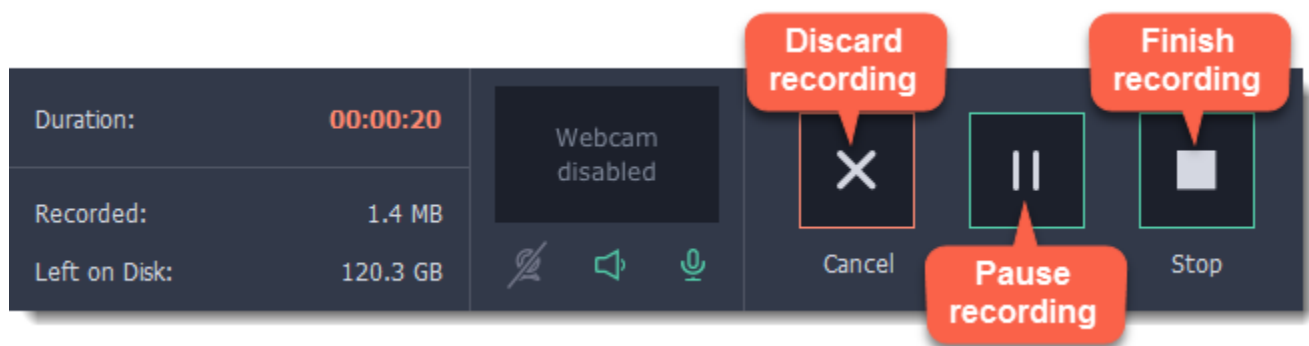 Discard
recording
Finish
recording
Duration: 00:00:20
Webcam
disabled
Recorded: 1.4 MB
Left on Disk: 120.3 GB
Cancel
Pause
recording
Stop